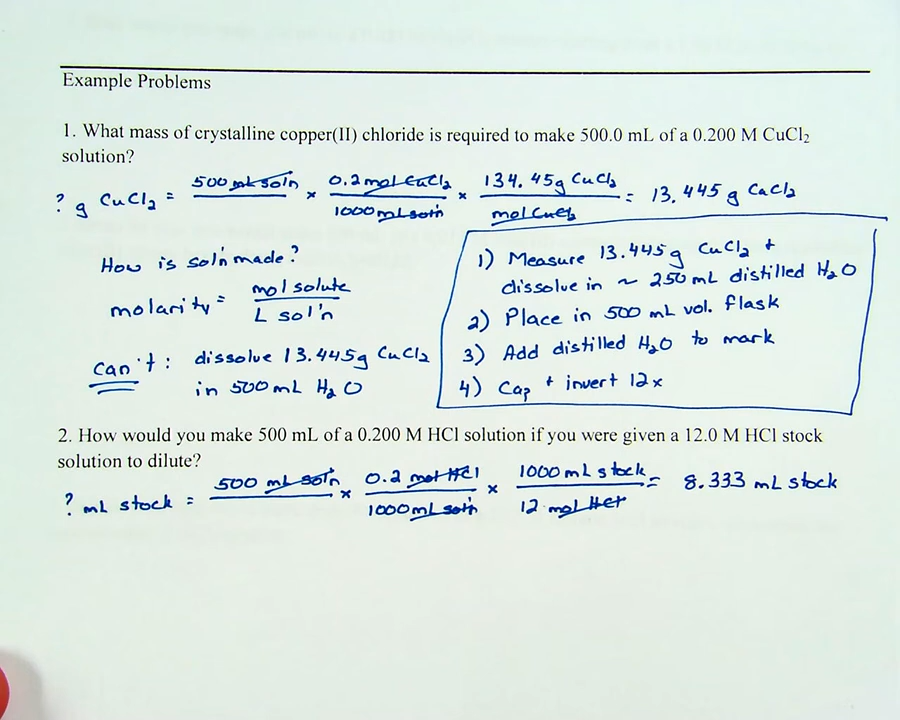 Example Problems
1. What mass of crystalline copper(II) chloride is required to make 500.0 mL of a 0.200 M CuCl₂
solution?
? g CuCl₂ = 500 mL soln / × 0.2 mol CuCl₂ / 1000 mL soln × 134.45g CuCl₂ / mol CuCl₂ = 13.445 g CaCl₂
How is sol'n made?
molarity = mol solute / L sol'n
can't: dissolve 13.445g CuCl₂
in 500 mL H₂O
1) Measure 13.445g CuCl₂ +
dissolve in ~ 250 mL distilled H₂O
2) Place in 500 mL vol. flask
3) Add distilled H₂O to mark
4) Cap + invert 12x
2. How would you make 500 mL of a 0.200 M HCl solution if you were given a 12.0 M HCl stock
solution to dilute?
? mL stock = 500 mL sol'n / × 0.2 mol HCl / 1000 mL soln × 1000 mL stock / 12 mol HCl = 8.333 mL stock